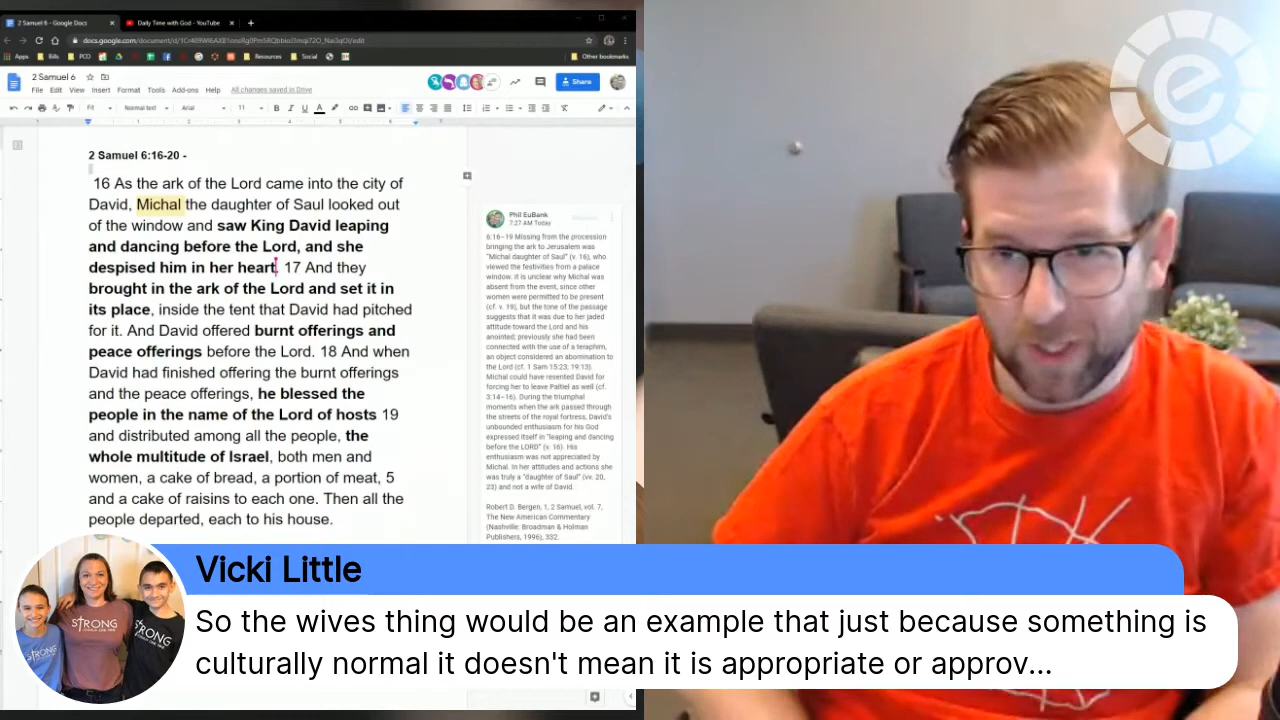 2 Samuel 6 - Google Docs
Daily Time with God - YouTube
Apps Bills PCO Resources Social Other bookmarks
2 Samuel 6
File Edit View Insert Format Tools Add-ons Help All changes saved in Drive
Share
Fit Normal text Arial 11
2 Samuel 6:16-20 -
16 As the ark of the Lord came into the city of
David, Michal the daughter of Saul looked out
of the window and saw King David leaping
and dancing before the Lord, and she
despised him in her heart. 17 And they
brought in the ark of the Lord and set it in
its place, inside the tent that David had pitched
for it. And David offered burnt offerings and
peace offerings before the Lord. 18 And when
David had finished offering the burnt offerings
and the peace offerings, he blessed the
people in the name of the Lord of hosts 19
and distributed among all the people, the
whole multitude of Israel, both men and
women, a cake of bread, a portion of meat, 5
and a cake of raisins to each one. Then all the
people departed, each to his house.
Phil EuBank
7:27 AM Today
6:16–19 Missing from the procession
bringing the ark to Jerusalem was
"Michal daughter of Saul" (v. 16), who
viewed the festivities from a palace
window. it is unclear why Michal was
absent from the event, since other
women were permitted to be present
(cf. v. 19), but the tone of the passage
suggests that it was due to her jaded
attitude toward the Lord and his
anointed; previously she had been
connected with the use of a teraphim,
an object considered an abomination to
the Lord (cf. 1 Sam 15:23; 19:13).
Michal could have resented David for
forcing her to leave Paltiel as well (cf.
3:14–16). During the triumphal
moments when the ark passed through
the streets of the royal fortress, David's
unbounded enthusiasm for his God
expressed itself in "leaping and dancing
before the LORD" (v. 16). His
enthusiasm was not appreciated by
Michal. In her attitudes and actions she
was truly a "daughter of Saul" (vv. 20,
23) and not a wife of David.
Robert D. Bergen, 1, 2 Samuel, vol. 7,
The New American Commentary
(Nashville: Broadman & Holman
Publishers, 1996), 332.
Vicki Little
So the wives thing would be an example that just because something is
culturally normal it doesn't mean it is appropriate or approv...
STRONG
STRONG
STRONG